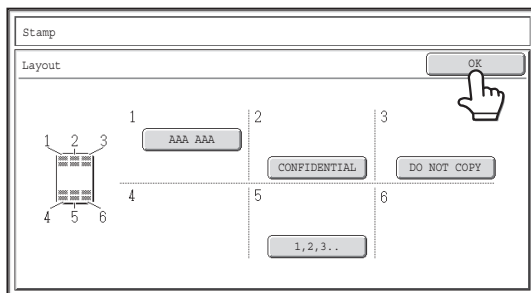 Stamp
Layout
OK
1 2 3
4 5 6
1
AAA AAA
2
CONFIDENTIAL
3
DO NOT COPY
4
5
1,2,3..
6